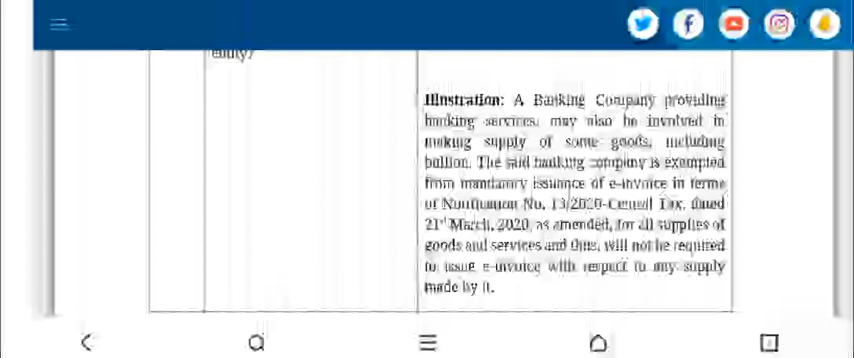 entity?
Illustration: A Banking Company providing
banking services, may also be involved in
making supply of some goods, including
bullion. The said banking company is exempted
from mandatory issuance of e-invoice in terms
of Notification No. 13/2020-Central Tax, dated
21st March, 2020, as amended, for all supplies of
goods and services and thus, will not be required
to issue e-invoice with respect to any supply
made by it.